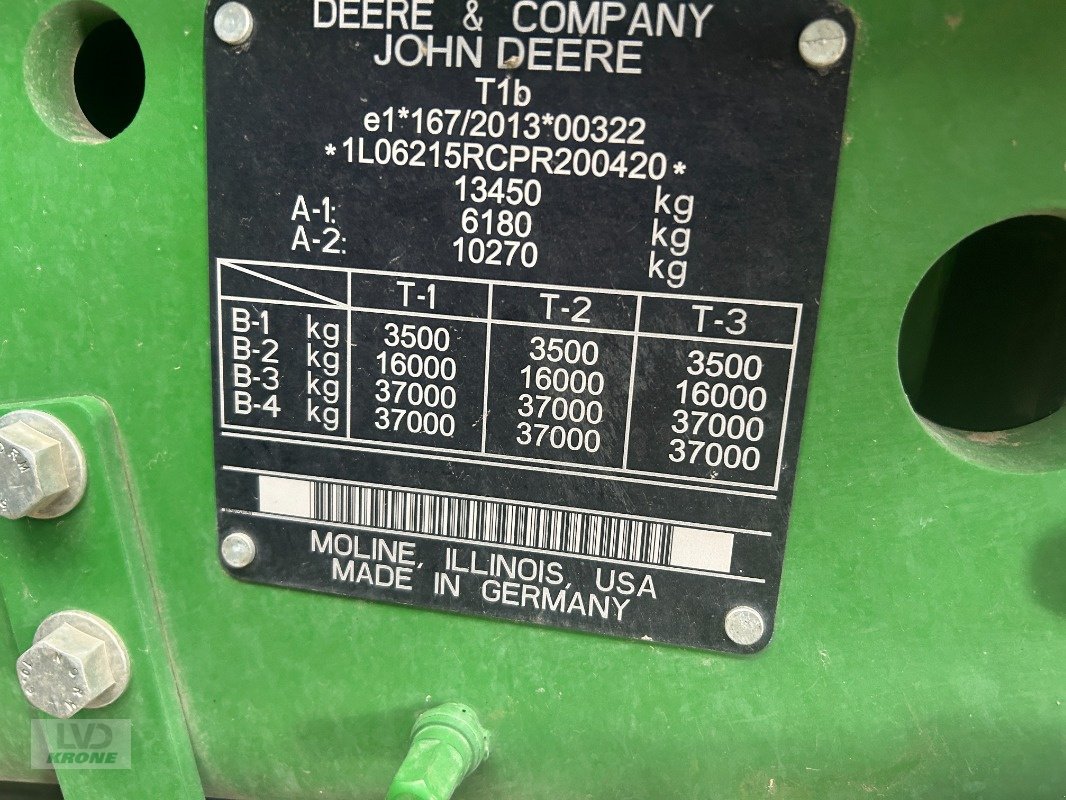 DEERE & COMPANY
JOHN DEERE
T1b
e1*167/2013*00322
*1L06215RCPR200420*
13450 kg
A-1: 6180 kg
A-2: 10270 kg
T-1 T-2 T-3
B-1 kg 3500 3500 3500
B-2 kg 16000 16000 16000
B-3 kg 37000 37000 37000
B-4 kg 37000 37000 37000
MOLINE, ILLINOIS, USA
MADE IN GERMANY
LVD
KRONE